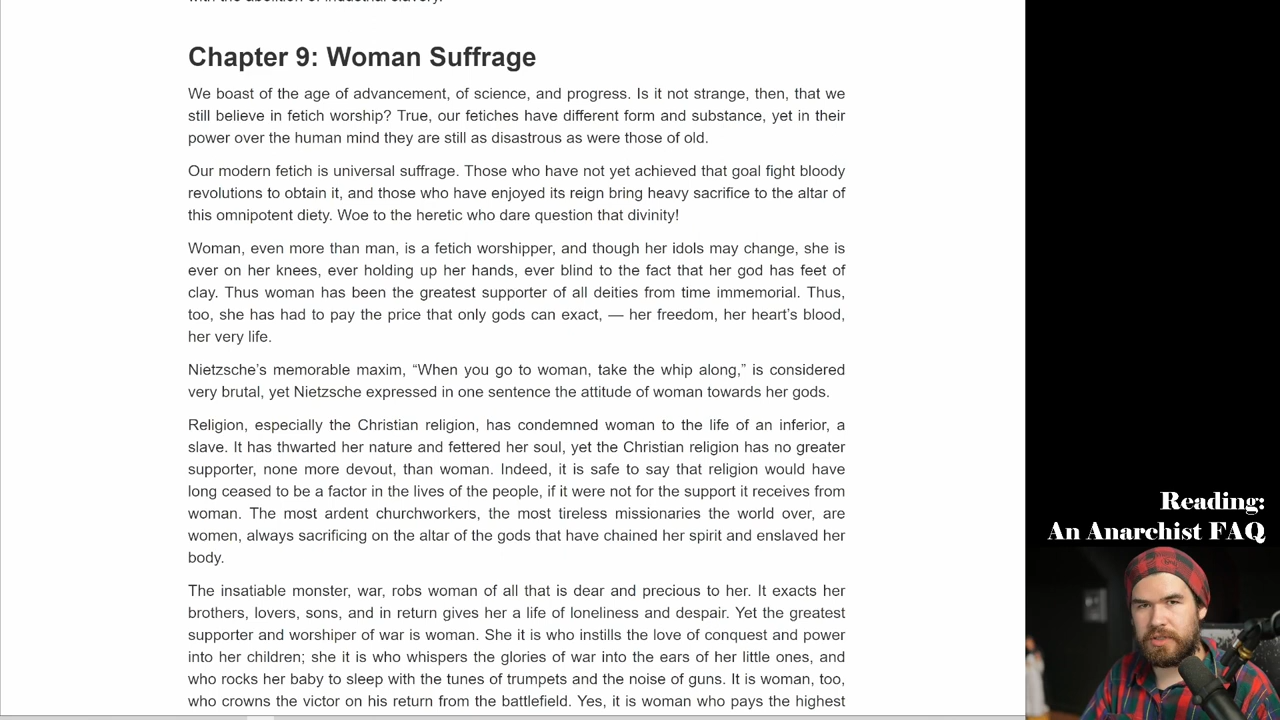 with the abolition of industrial slavery.
Chapter 9: Woman Suffrage
We boast of the age of advancement, of science, and progress. Is it not strange, then, that we
still believe in fetich worship? True, our fetiches have different form and substance, yet in their
power over the human mind they are still as disastrous as were those of old.
Our modern fetich is universal suffrage. Those who have not yet achieved that goal fight bloody
revolutions to obtain it, and those who have enjoyed its reign bring heavy sacrifice to the altar of
this omnipotent diety. Woe to the heretic who dare question that divinity!
Woman, even more than man, is a fetich worshipper, and though her idols may change, she is
ever on her knees, ever holding up her hands, ever blind to the fact that her god has feet of
clay. Thus woman has been the greatest supporter of all deities from time immemorial. Thus,
too, she has had to pay the price that only gods can exact, — her freedom, her heart’s blood,
her very life.
Nietzsche’s memorable maxim, “When you go to woman, take the whip along,” is considered
very brutal, yet Nietzsche expressed in one sentence the attitude of woman towards her gods.
Religion, especially the Christian religion, has condemned woman to the life of an inferior, a
slave. It has thwarted her nature and fettered her soul, yet the Christian religion has no greater
supporter, none more devout, than woman. Indeed, it is safe to say that religion would have
long ceased to be a factor in the lives of the people, if it were not for the support it receives from
woman. The most ardent churchworkers, the most tireless missionaries the world over, are
women, always sacrificing on the altar of the gods that have chained her spirit and enslaved her
body.
The insatiable monster, war, robs woman of all that is dear and precious to her. It exacts her
brothers, lovers, sons, and in return gives her a life of loneliness and despair. Yet the greatest
supporter and worshiper of war is woman. She it is who instills the love of conquest and power
into her children; she it is who whispers the glories of war into the ears of her little ones, and
who rocks her baby to sleep with the tunes of trumpets and the noise of guns. It is woman, too,
who crowns the victor on his return from the battlefield. Yes, it is woman who pays the highest
Reading:
An Anarchist FAQ